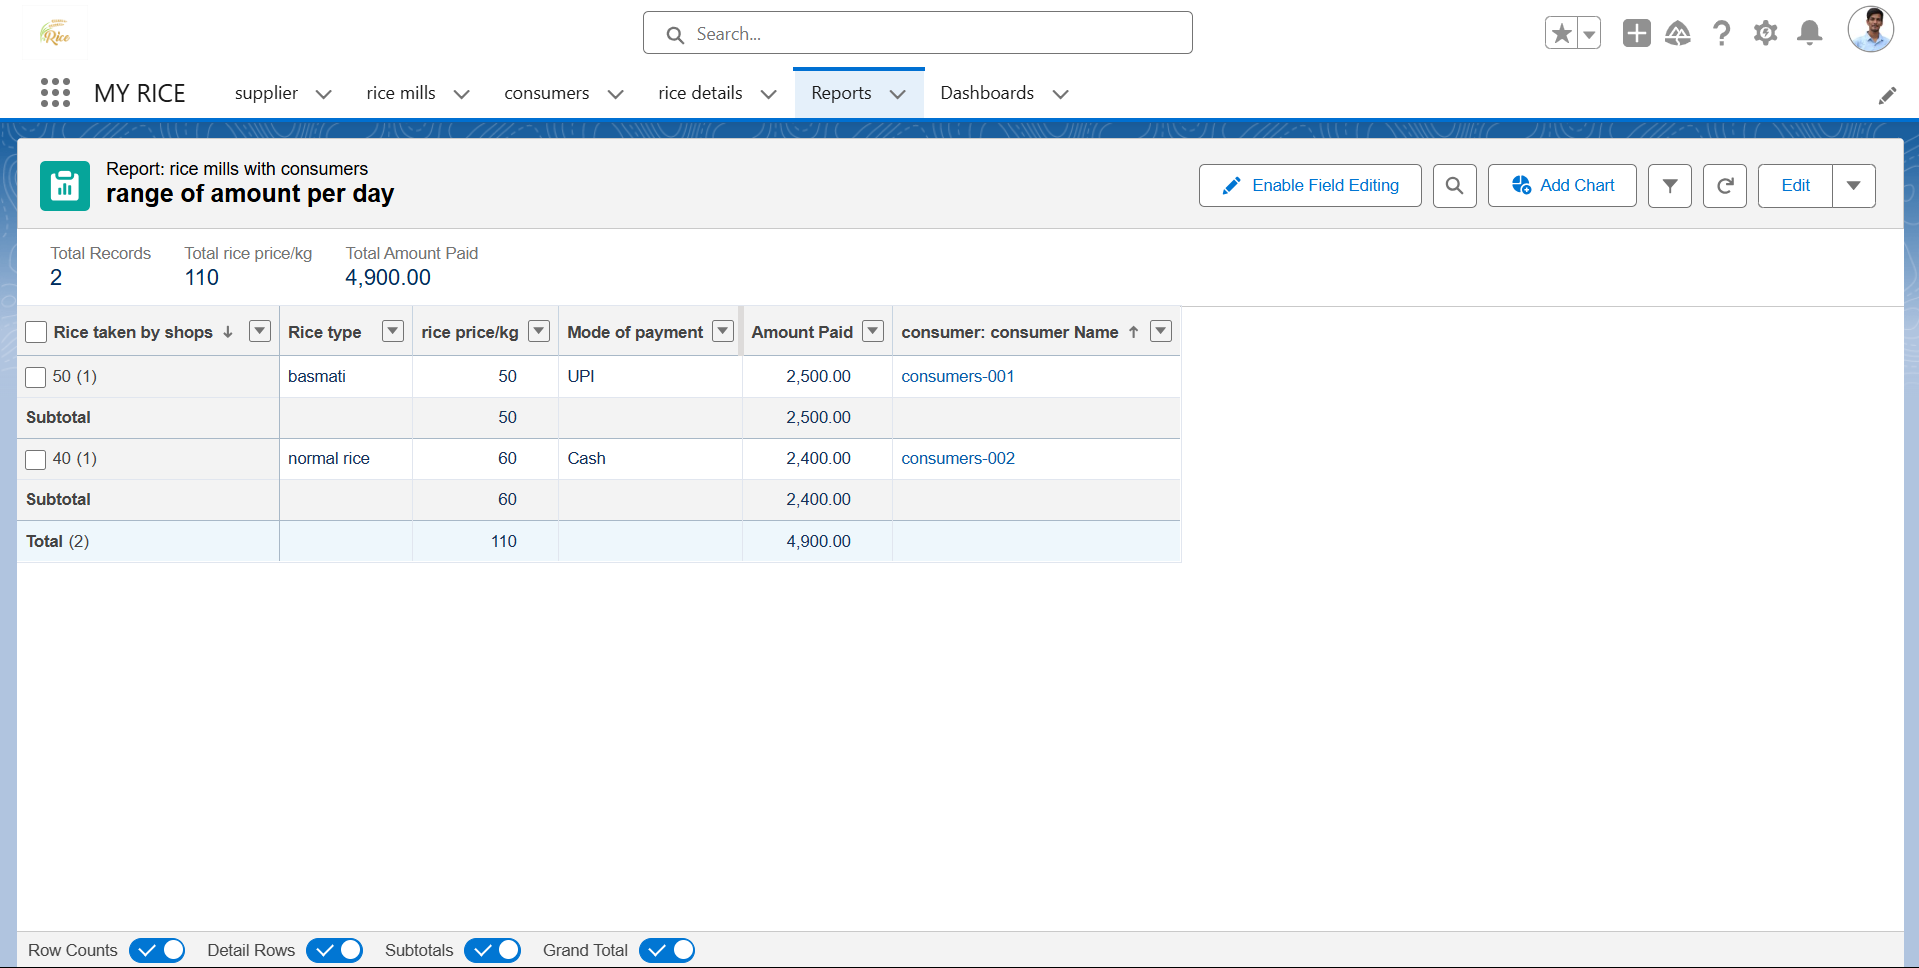 Rice
Search...
MY RICE
supplier
rice mills
consumers
rice details
Reports
Dashboards
Report: rice mills with consumers
range of amount per day
Enable Field Editing
Add Chart
Edit
Total Records
2
Total rice price/kg
110
Total Amount Paid
4,900.00
Rice taken by shops ↓ Rice type rice price/kg Mode of payment Amount Paid consumer: consumer Name ↑
50 (1) basmati 50 UPI 2,500.00 consumers-001
Subtotal 50 2,500.00
40 (1) normal rice 60 Cash 2,400.00 consumers-002
Subtotal 60 2,400.00
Total (2) 110 4,900.00
Row Counts Detail Rows Subtotals Grand Total